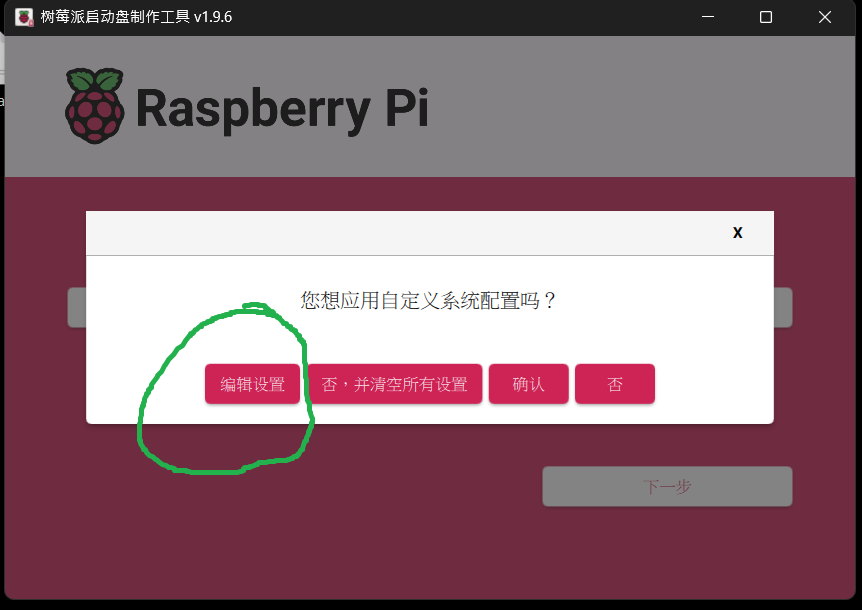 树莓派启动盘制作工具 v1.9.6
Raspberry Pi
X
您想应用自定义系统配置吗？
编辑设置 否，并清空所有设置 确认 否
下一步